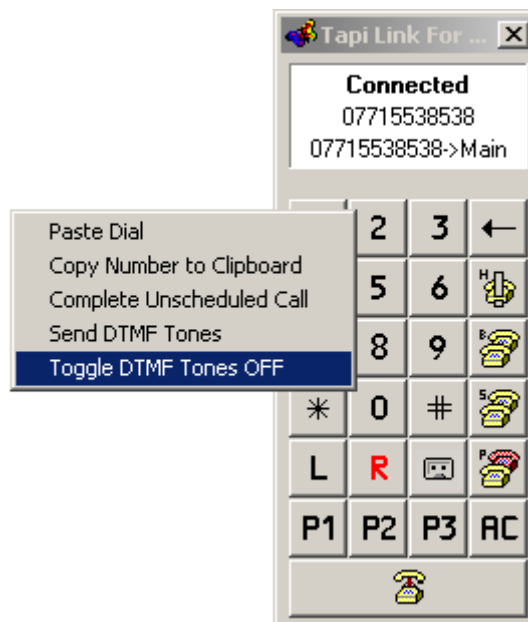 Tapi Link For ...
Connected
07715538538
07715538538->Main
Paste Dial
Copy Number to Clipboard
Complete Unscheduled Call
Send DTMF Tones
Toggle DTMF Tones OFF
2 3
5 6 H
8 9 B
* 0 # S
L R P
P1 P2 P3 AC